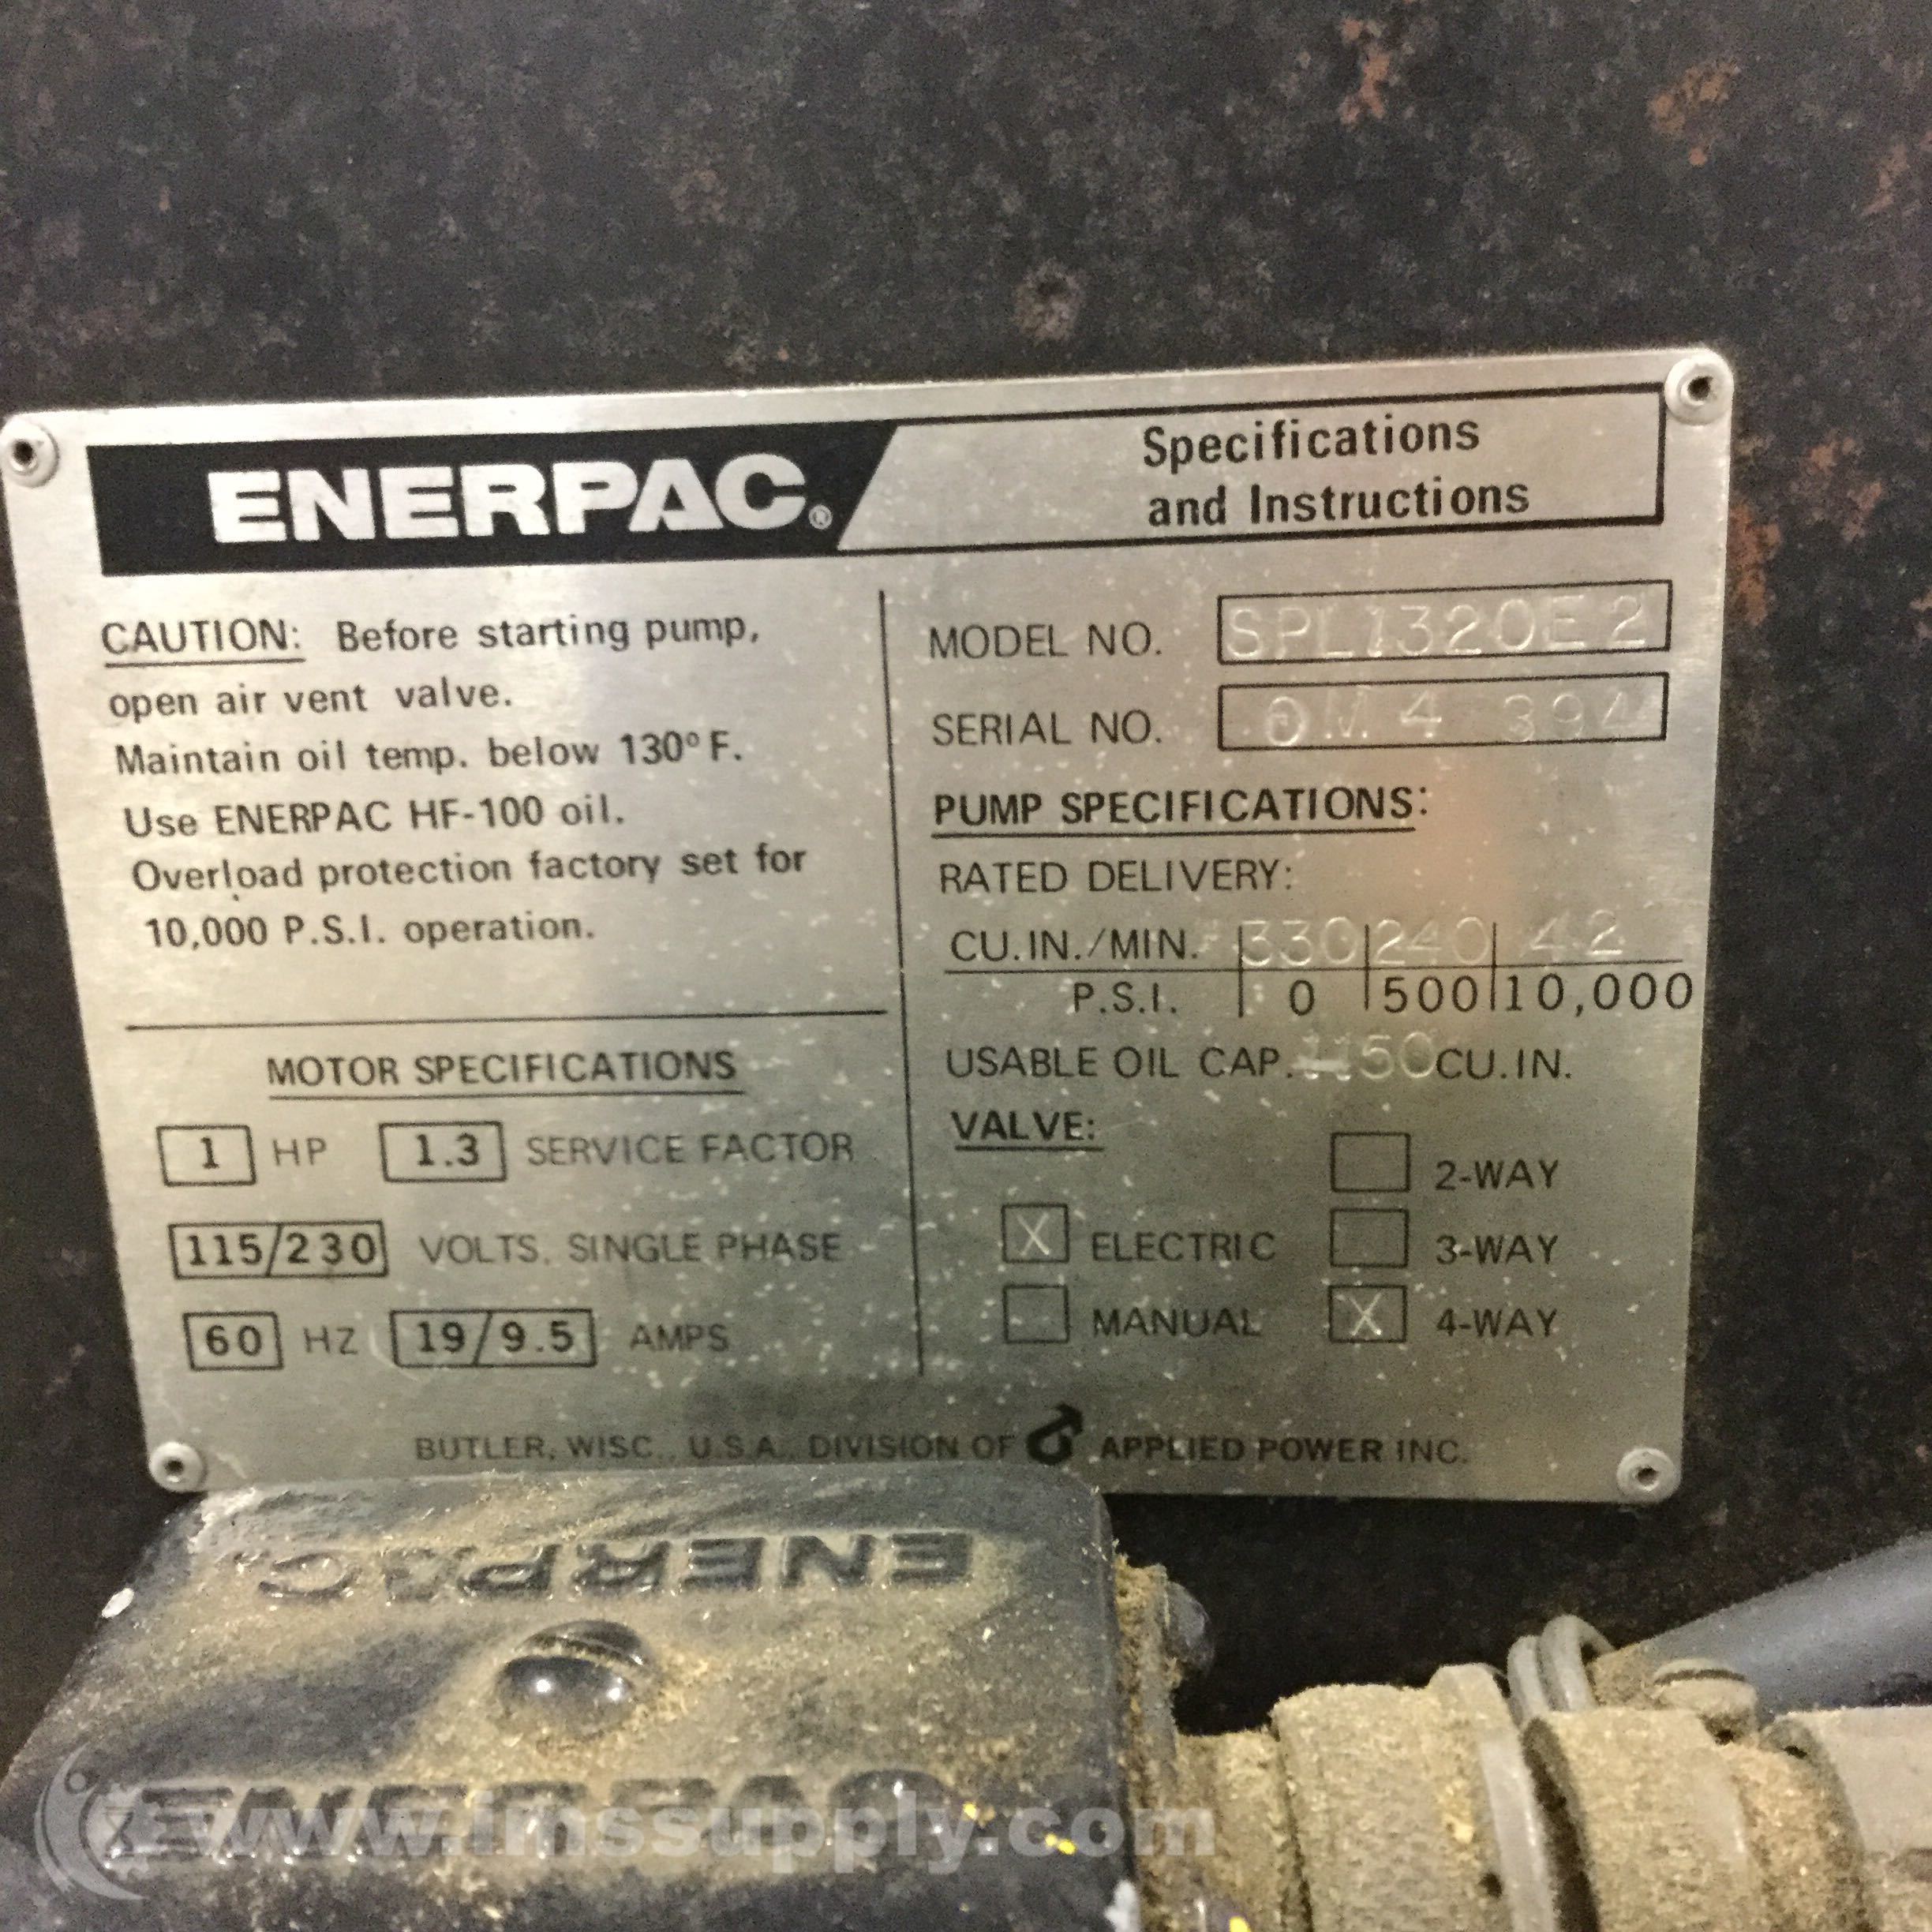 ENERPAC®
Specifications
and Instructions
CAUTION: Before starting pump,
open air vent valve.
Maintain oil temp. below 130° F.
Use ENERPAC HF-100 oil.
Overload protection factory set for
10,000 P.S.I. operation.
MOTOR SPECIFICATIONS
1 HP 1.3 SERVICE FACTOR
115/230 VOLTS. SINGLE PHASE
60 HZ 19/9.5 AMPS
MODEL NO. SPL1320E2
SERIAL NO. 394
PUMP SPECIFICATIONS:
RATED DELIVERY:
CU.IN./MIN. 330 240 42
P.S.I. 0 500 10,000
USABLE OIL CAP. 1150 CU.IN.
VALVE:
2-WAY
X ELECTRIC 3-WAY
MANUAL X 4-WAY
BUTLER, WISC., U.S.A. DIVISION OF APPLIED POWER INC.
ENERPAC
www.imssupply.com